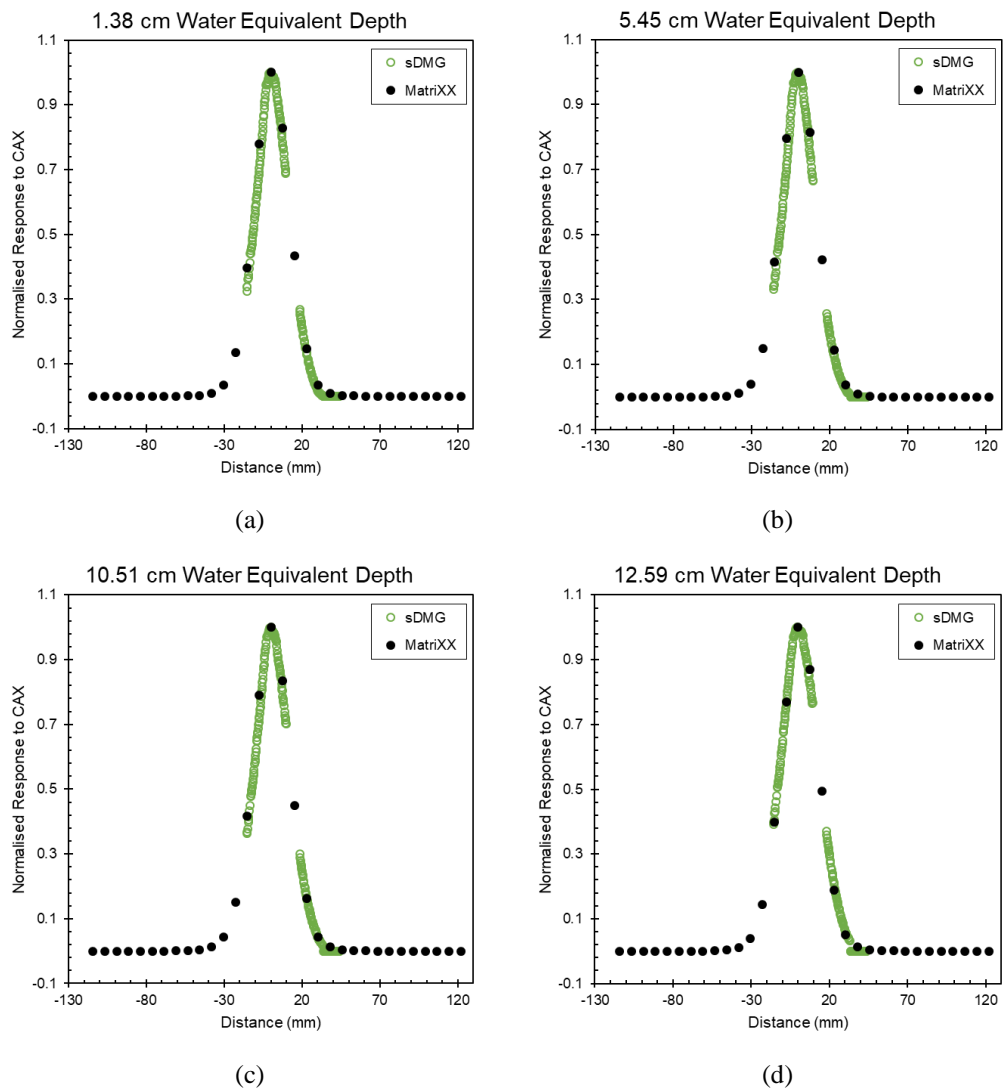 1.38 cm Water Equivalent Depth
1.1
0.9
0.7
0.5
0.3
0.1
-0.1
-130
-80
-30
20
70
120
Normalised Response to CAX
Distance (mm)
sDMG
MatriXX
(a)
5.45 cm Water Equivalent Depth
1.1
0.9
0.7
0.5
0.3
0.1
-0.1
-130
-80
-30
20
70
120
Normalised Response to CAX
Distance (mm)
sDMG
MatriXX
(b)
10.51 cm Water Equivalent Depth
1.1
0.9
0.7
0.5
0.3
0.1
-0.1
-130
-80
-30
20
70
120
Normalised Response to CAX
Distance (mm)
sDMG
MatriXX
(c)
12.59 cm Water Equivalent Depth
1.1
0.9
0.7
0.5
0.3
0.1
-0.1
-130
-80
-30
20
70
120
Normalised Response to CAX
Distance (mm)
sDMG
MatriXX
(d)